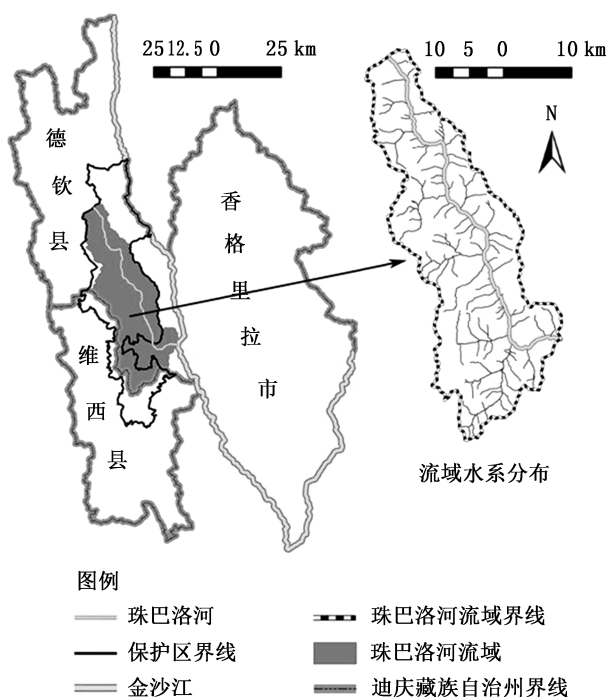 25 12.5 0 25 km
10 5 0 10 km
N
德钦县
香格里拉市
维西县
流域水系分布
图例
珠巴洛河
珠巴洛河流域界线
保护区界线
珠巴洛河流域
金沙江
迪庆藏族自治州界线